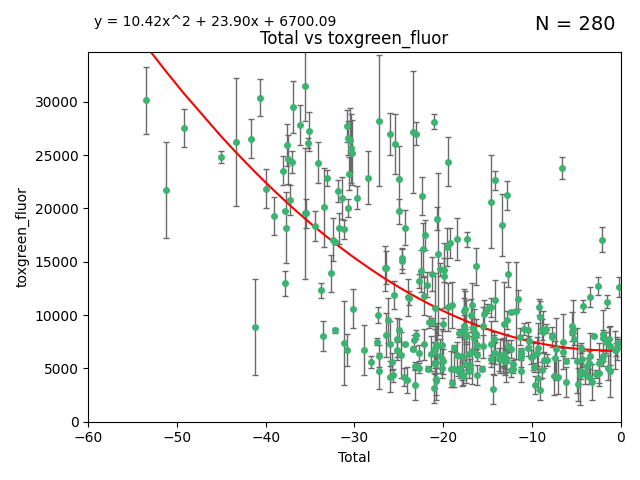 y = 10.42x^2 + 23.90x + 6700.09
N = 280
Total vs toxgreen_fluor
toxgreen_fluor
30000
25000
20000
15000
10000
5000
0
−60
−50
−40
−30
−20
−10
0
Total